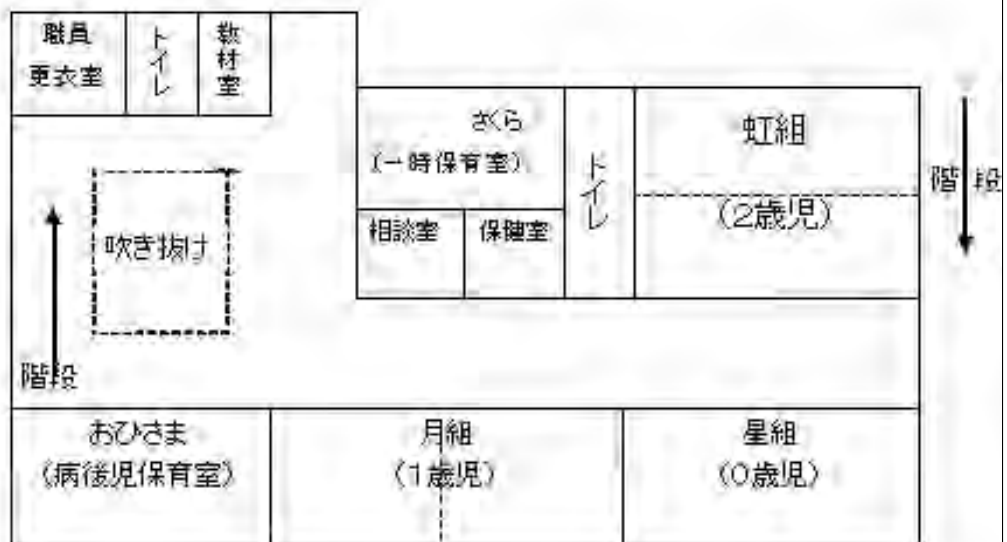 職員
更衣室
トイレ
教材室
さくら
(一時保育室)
トイレ
虹組
(2歳児)
階段
相談室
保健室
吹き抜け
階段
おひさま
(病後児保育室)
月組
(1歳児)
星組
(0歳児)